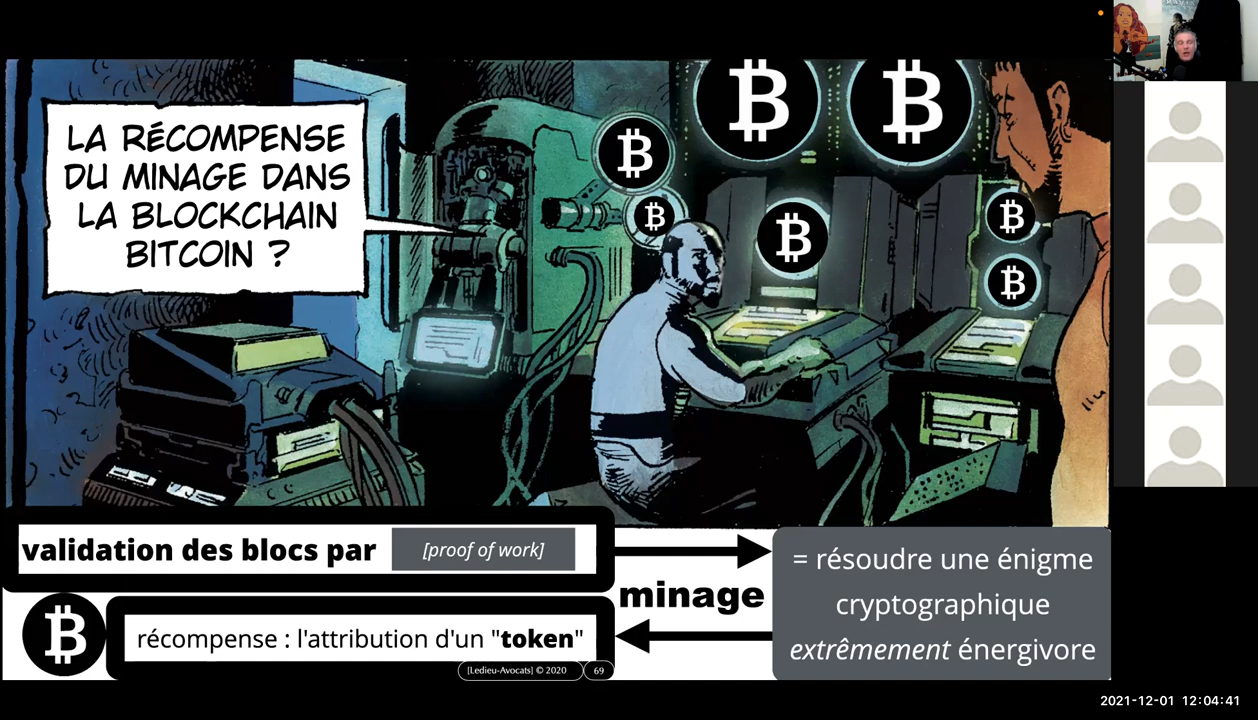 LA RÉCOMPENSE
DU MINAGE DANS
LA BLOCKCHAIN
BITCOIN ?
validation des blocs par [proof of work]
minage
= résoudre une énigme
cryptographique
extrêmement énergivore
récompense : l'attribution d'un "token"
[Ledieu-Avocats] © 2020 69
2021-12-01 12:04:41